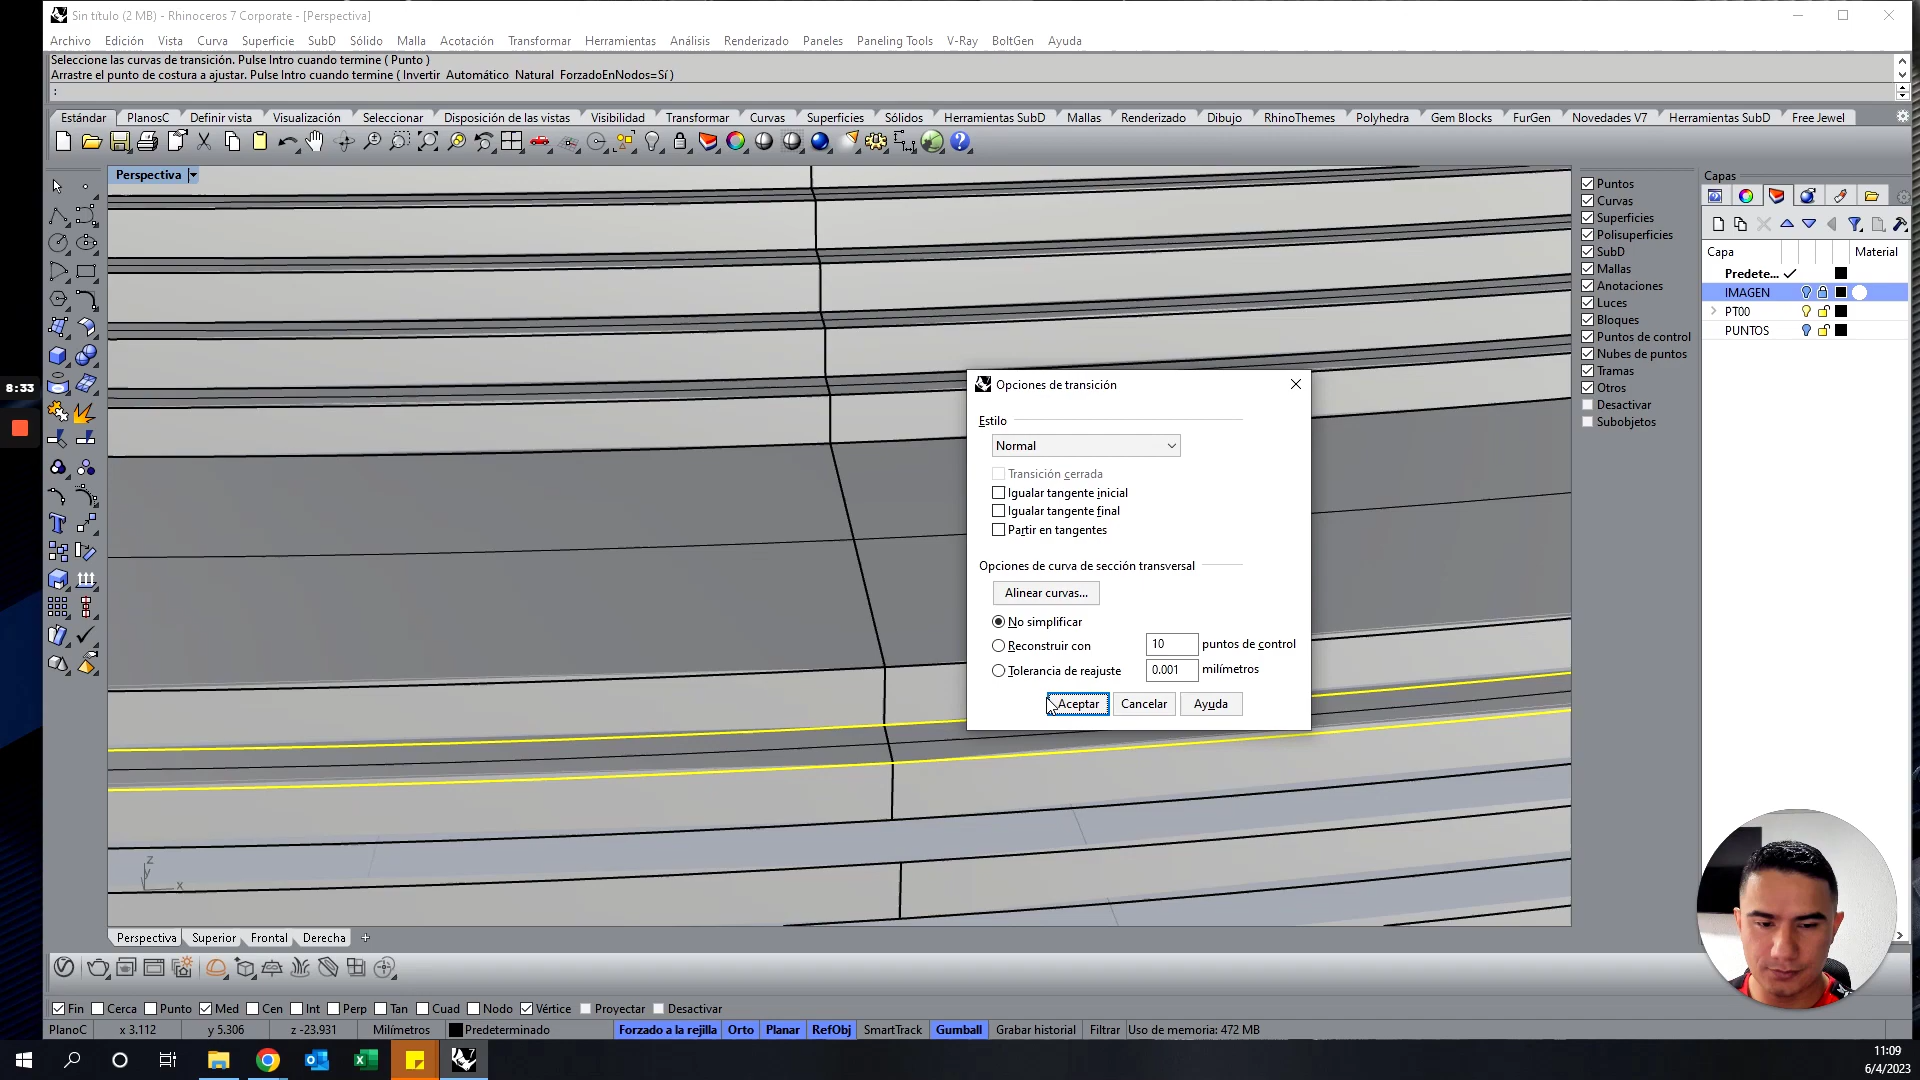 Sin título (2 MB) - Rhinoceros 7 Corporate - [Perspectiva]
Archivo Edición Vista Curva Superficie SubD Sólido Malla Acotación Transformar Herramientas Análisis Renderizado Paneles Paneling Tools V-Ray BoltGen Ayuda
Seleccione las curvas de transición. Pulse Intro cuando termine ( Punto )
Arrastre el punto de costura a ajustar. Pulse Intro cuando termine ( Invertir Automático Natural ForzadoEnNodos=Sí )
:
Estándar PlanosC Definir vista Visualización Seleccionar Disposición de las vistas Visibilidad Transformar Curvas Superficies Sólidos Herramientas SubD Mallas Renderizado Dibujo RhinoThemes Polyhedra Gem Blocks FurGen Novedades V7 Herramientas SubD Free Jewel
Perspectiva
Puntos
Curvas
Superficies
Polisuperficies
SubD
Mallas
Anotaciones
Luces
Bloques
Puntos de control
Nubes de puntos
Tramas
Otros
Desactivar
Subobjetos
Capas
Capa Material
Predete...
IMAGEN
PT00
PUNTOS
8:33
Opciones de transición
Estilo
Normal
Transición cerrada
Igualar tangente inicial
Igualar tangente final
Partir en tangentes
Opciones de curva de sección transversal
Alinear curvas...
No simplificar
Reconstruir con 10 puntos de control
Tolerancia de reajuste 0.001 milímetros
Aceptar Cancelar Ayuda
z
y
x
Perspectiva Superior Frontal Derecha
Fin Cerca Punto Med Cen Int Perp Tan Cuad Nodo Vértice Proyectar Desactivar
PlanoC x 3.112 y 5.306 z -23.931 Milímetros Predeterminado Forzado a la rejilla Orto Planar RefObj SmartTrack Gumball Grabar historial Filtrar Uso de memoria: 472 MB
11:09
6/4/2023